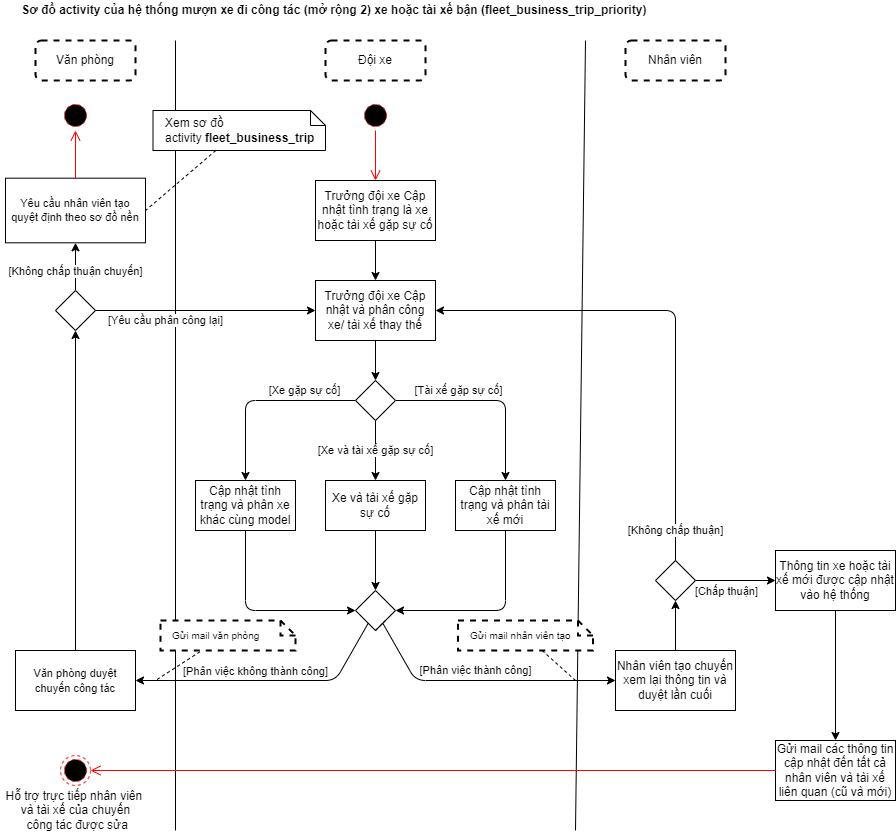 Sơ đồ activity của hệ thống mượn xe đi công tác (mở rộng 2) xe hoặc tài xế bận (fleet_business_trip_priority)
Văn phòng
Đội xe
Nhân viên
Xem sơ đồ
activity fleet_business_trip
Yêu cầu nhân viên tạo
quyệt định theo sơ đồ nền
Trưởng đội xe Cập
nhật tình trạng là xe
hoặc tài xế gặp sự cố
[Không chấp thuận chuyến]
Trưởng đội xe Cập
nhật và phân công
xe/ tài xế thay thế
[Yêu cầu phân công lại]
[Xe gặp sự cố]
[Tài xế gặp sự cố]
[Xe và tài xế gặp sự cố]
Cập nhật tình
trạng và phân xe
khác cùng model
Xe và tài xế gặp
sự cố
Cập nhật tình
trạng và phân tài
xế mới
[Không chấp thuận]
Thông tin xe hoặc tài
xế mới được cập nhật
vào hệ thống
[Chấp thuận]
Gửi mail văn phòng
Gửi mail nhân viên tạo
Văn phòng duyệt
chuyến công tác
[Phân việc không thành công]
[Phân việc thành công]
Nhân viên tạo chuyến
xem lại thông tin và
duyệt lần cuối
Gửi mail các thông tin
cập nhật đến tất cả
nhân viên và tài xế
liên quan (cũ và mới)
Hỗ trợ trực tiếp nhân viên
và tài xế của chuyến
công tác được sửa